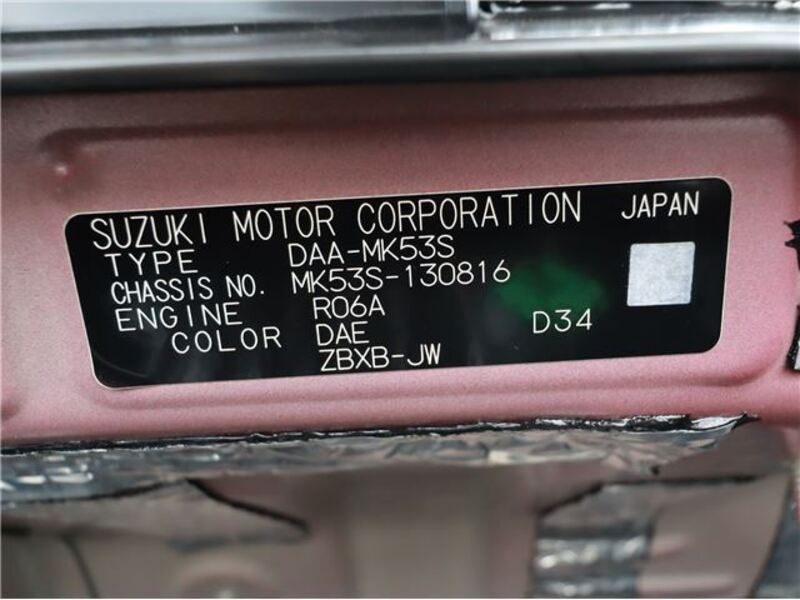 SUZUKI MOTOR CORPORATION JAPAN
TYPE DAA-MK53S
CHASSIS NO. MK53S-130816
ENGINE R06A
COLOR DAE D34
ZBXB-JW